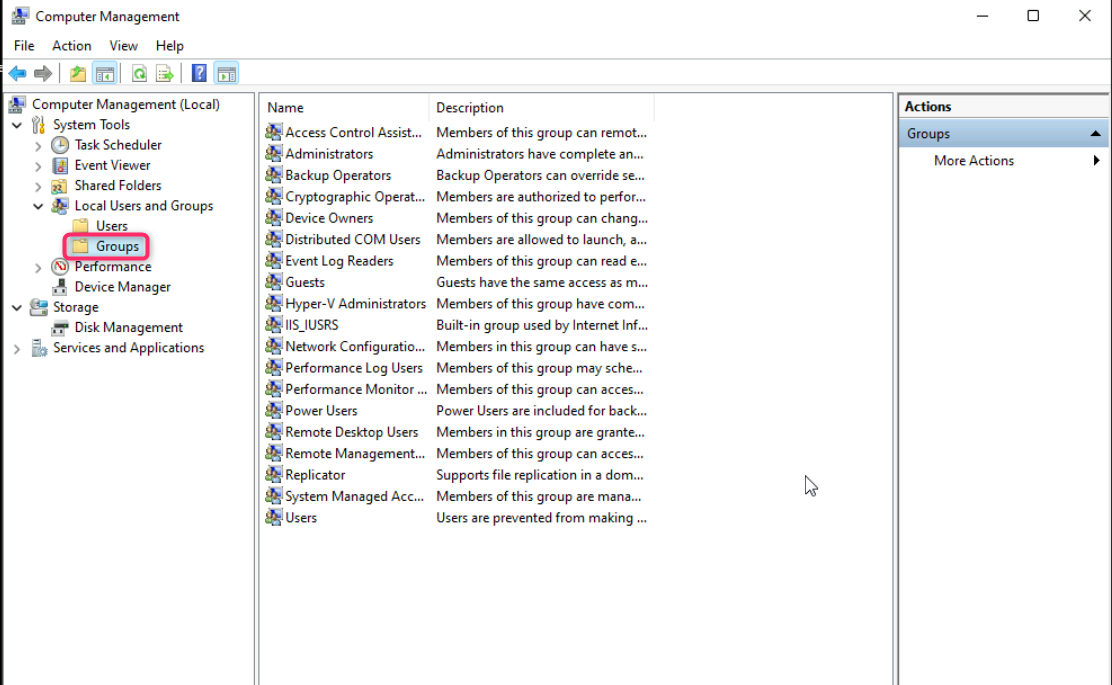 Computer Management
File Action View Help
Computer Management (Local)
System Tools
Task Scheduler
Event Viewer
Shared Folders
Local Users and Groups
Users
Groups
Performance
Device Manager
Storage
Disk Management
Services and Applications
Name Description
Access Control Assist... Members of this group can remot...
Administrators Administrators have complete an...
Backup Operators Backup Operators can override se...
Cryptographic Operat... Members are authorized to perfor...
Device Owners Members of this group can chang...
Distributed COM Users Members are allowed to launch, a...
Event Log Readers Members of this group can read e...
Guests Guests have the same access as m...
Hyper-V Administrators Members of this group have com...
IIS_IUSRS Built-in group used by Internet Inf...
Network Configuratio... Members in this group can have s...
Performance Log Users Members of this group may sche...
Performance Monitor ... Members of this group can acces...
Power Users Power Users are included for back...
Remote Desktop Users Members in this group are grante...
Remote Management... Members of this group can acces...
Replicator Supports file replication in a dom...
System Managed Acc... Members of this group are mana...
Users Users are prevented from making ...
Actions
Groups
More Actions